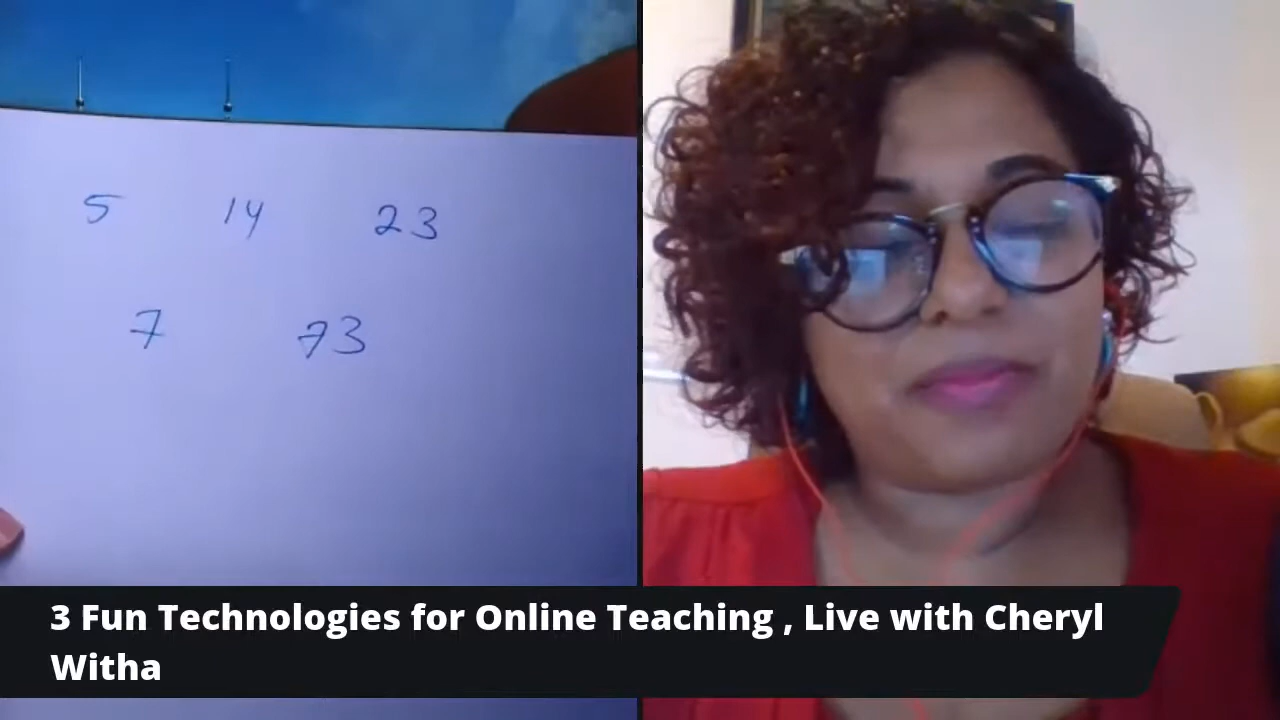 5 14 23
7 73
3 Fun Technologies for Online Teaching , Live with Cheryl
Witha